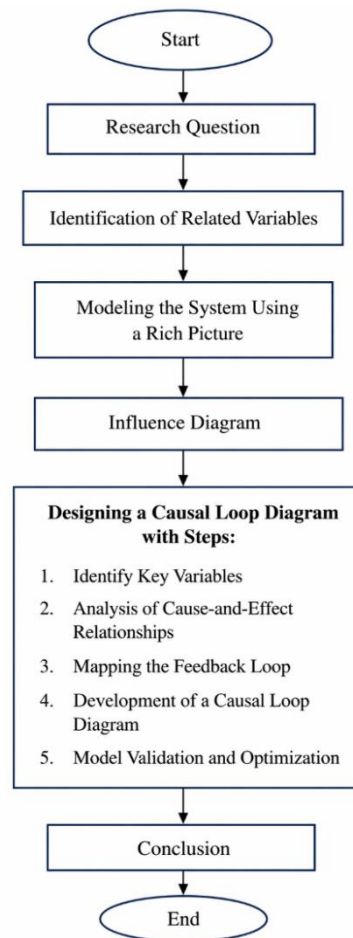 Start
Research Question
Identification of Related Variables
Modeling the System Using
a Rich Picture
Influence Diagram
Designing a Causal Loop Diagram
with Steps:
1. Identify Key Variables
2. Analysis of Cause-and-Effect
Relationships
3. Mapping the Feedback Loop
4. Development of a Causal Loop
Diagram
5. Model Validation and Optimization
Conclusion
End